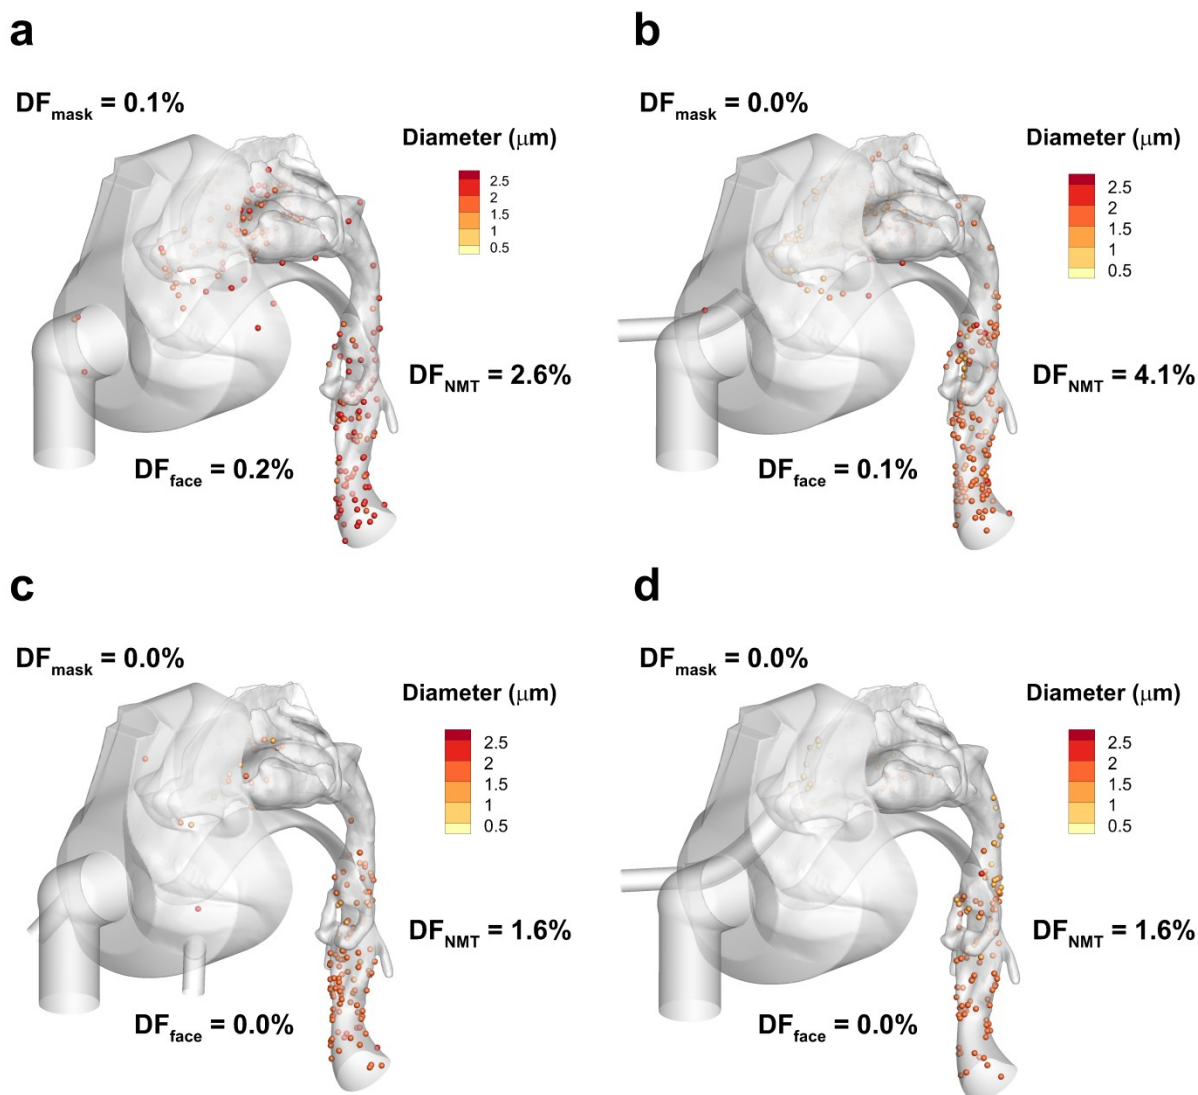 a
DFmask = 0.1%
Diameter (μm)
2.5
2
1.5
1
0.5
DFNMT = 2.6%
DFface = 0.2%
b
DFmask = 0.0%
Diameter (μm)
2.5
2
1.5
1
0.5
DFNMT = 4.1%
DFface = 0.1%
c
DFmask = 0.0%
Diameter (μm)
2.5
2
1.5
1
0.5
DFNMT = 1.6%
DFface = 0.0%
d
DFmask = 0.0%
Diameter (μm)
2.5
2
1.5
1
0.5
DFNMT = 1.6%
DFface = 0.0%